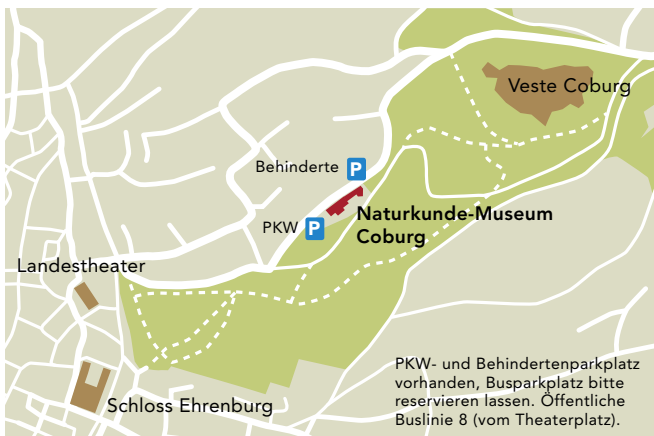 Veste Coburg
Behinderte P
Naturkunde-Museum
Coburg
PKW P
Landestheater
Schloss Ehrenburg
PKW- und Behindertenparkplatz
vorhanden, Busparkplatz bitte
reservieren lassen. Öffentliche
Buslinie 8 (vom Theaterplatz).